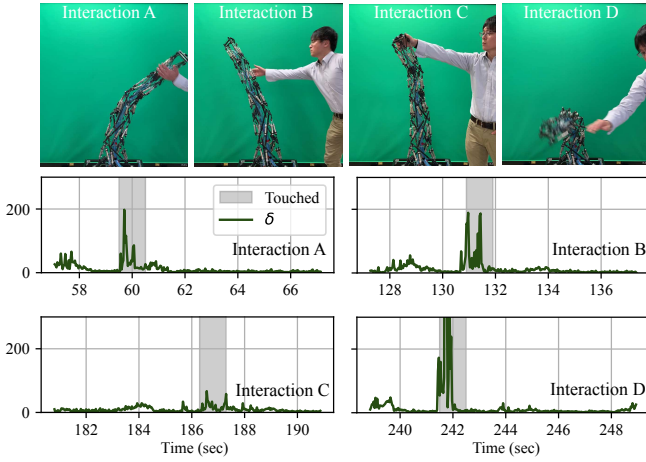 Interaction A
Interaction B
Interaction C
Interaction D
200
0
Touched
δ
Interaction A
58
60
62
64
66
Interaction B
128
130
132
134
136
200
0
Interaction C
182
184
186
188
190
Time (sec)
Interaction D
240
242
244
246
248
Time (sec)